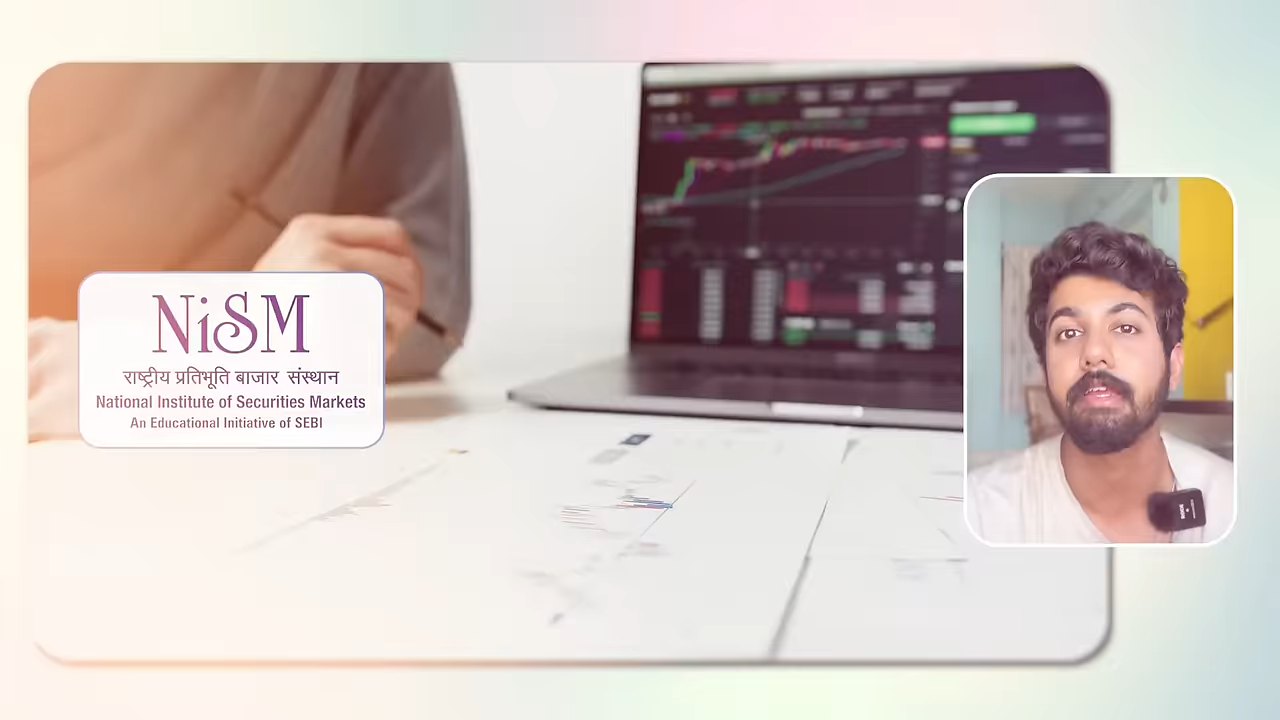 NiSM
राष्ट्रीय प्रतिभूति बाजार संस्थान
National Institute of Securities Markets
An Educational Initiative of SEBI